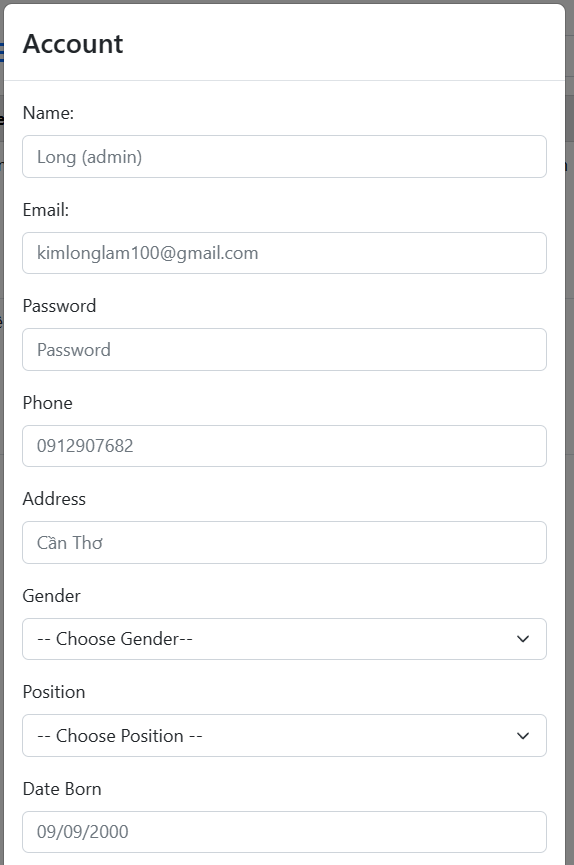 Account
Name:
Long (admin)
Email:
kimlonglam100@gmail.com
Password
Password
Phone
0912907682
Address
Cần Thơ
Gender
-- Choose Gender--
Position
-- Choose Position --
Date Born
09/09/2000